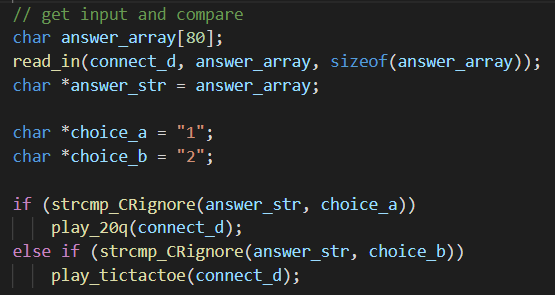 // get input and compare
char answer_array[80];
read_in(connect_d, answer_array, sizeof(answer_array));
char *answer_str = answer_array;
char *choice_a = "1";
char *choice_b = "2";
if (strcmp_CRignore(answer_str, choice_a))
play_20q(connect_d);
else if (strcmp_CRignore(answer_str, choice_b))
play_tictactoe(connect_d);